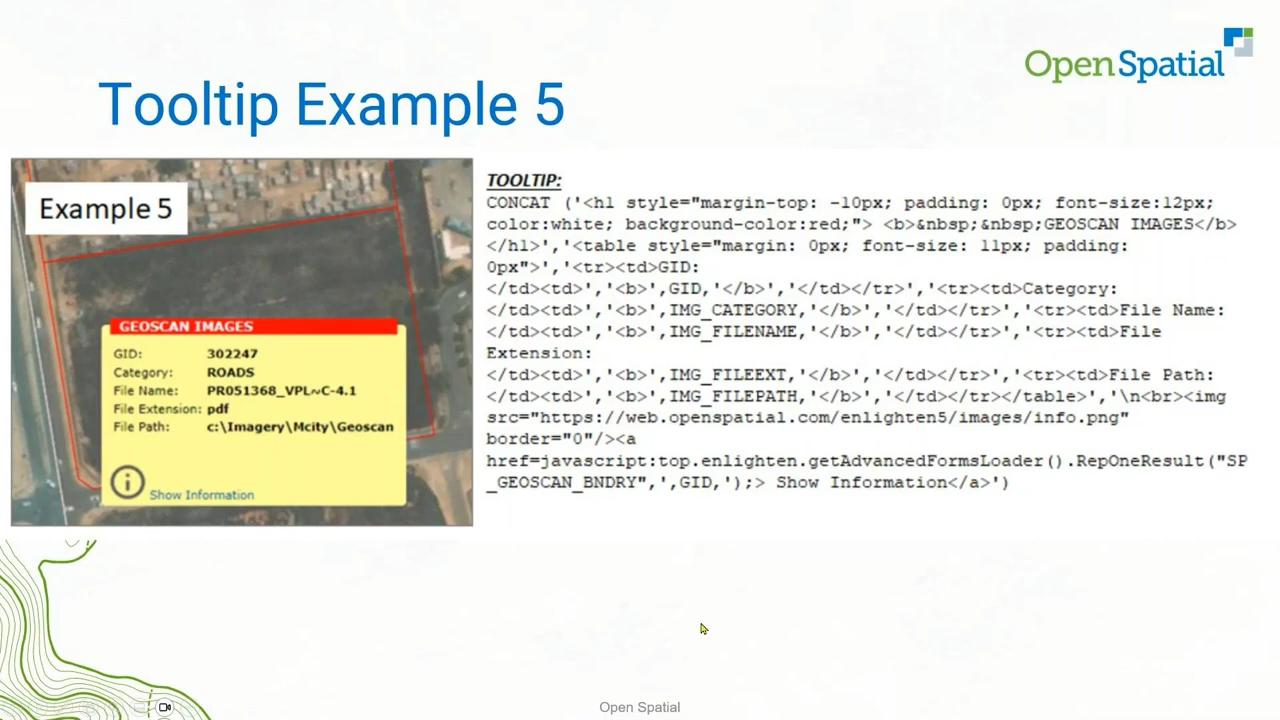 Open Spatial
Tooltip Example 5
Example 5
GEOSCAN IMAGES
GID: 302247
Category: ROADS
File Name: PR051368_VPL~C-4.1
File Extension: pdf
File Path: c:\Imagery\Mcity\Geoscan
i
Show Information
TOOLTIP:
CONCAT ('<h1 style="margin-top: -10px; padding: 0px; font-size:12px;
color:white; background-color:red;"> <b>&nbsp;&nbsp;GEOSCAN IMAGES</b>
</h1>','<table style="margin: 0px; font-size: 11px; padding:
0px">','<tr><td>GID:
</td><td>','<b>',GID,'</b>','</td></tr>','<tr><td>Category:
</td><td>','<b>',IMG_CATEGORY,'</b>','</td></tr>','<tr><td>File Name:
</td><td>','<b>',IMG_FILENAME,'</b>','</td></tr>','<tr><td>File
Extension:
</td><td>','<b>',IMG_FILEEXT,'</b>','</td></tr>','<tr><td>File Path:
</td><td>','<b>',IMG_FILEPATH,'</b>','</td></tr></table>','\n<br><img
src="https://web.openspatial.com/enlighten5/images/info.png"
border="0"/><a
href=javascript:top.enlighten.getAdvancedFormsLoader().RepOneResult("SP
_GEOSCAN_BNDRY",',GID,');> Show Information</a>')
Open Spatial